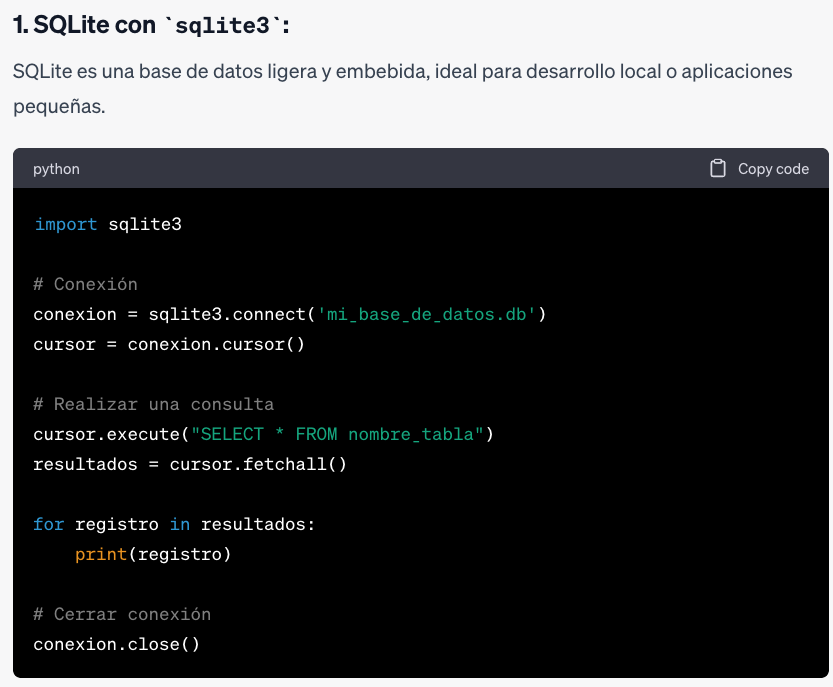 1. SQLite con `sqlite3`:
SQLite es una base de datos ligera y embebida, ideal para desarrollo local o aplicaciones
pequeñas.
python
Copy code
import sqlite3
# Conexión
conexion = sqlite3.connect('mi_base_de_datos.db')
cursor = conexion.cursor()
# Realizar una consulta
cursor.execute("SELECT * FROM nombre_tabla")
resultados = cursor.fetchall()
for registro in resultados:
    print(registro)
# Cerrar conexión
conexion.close()